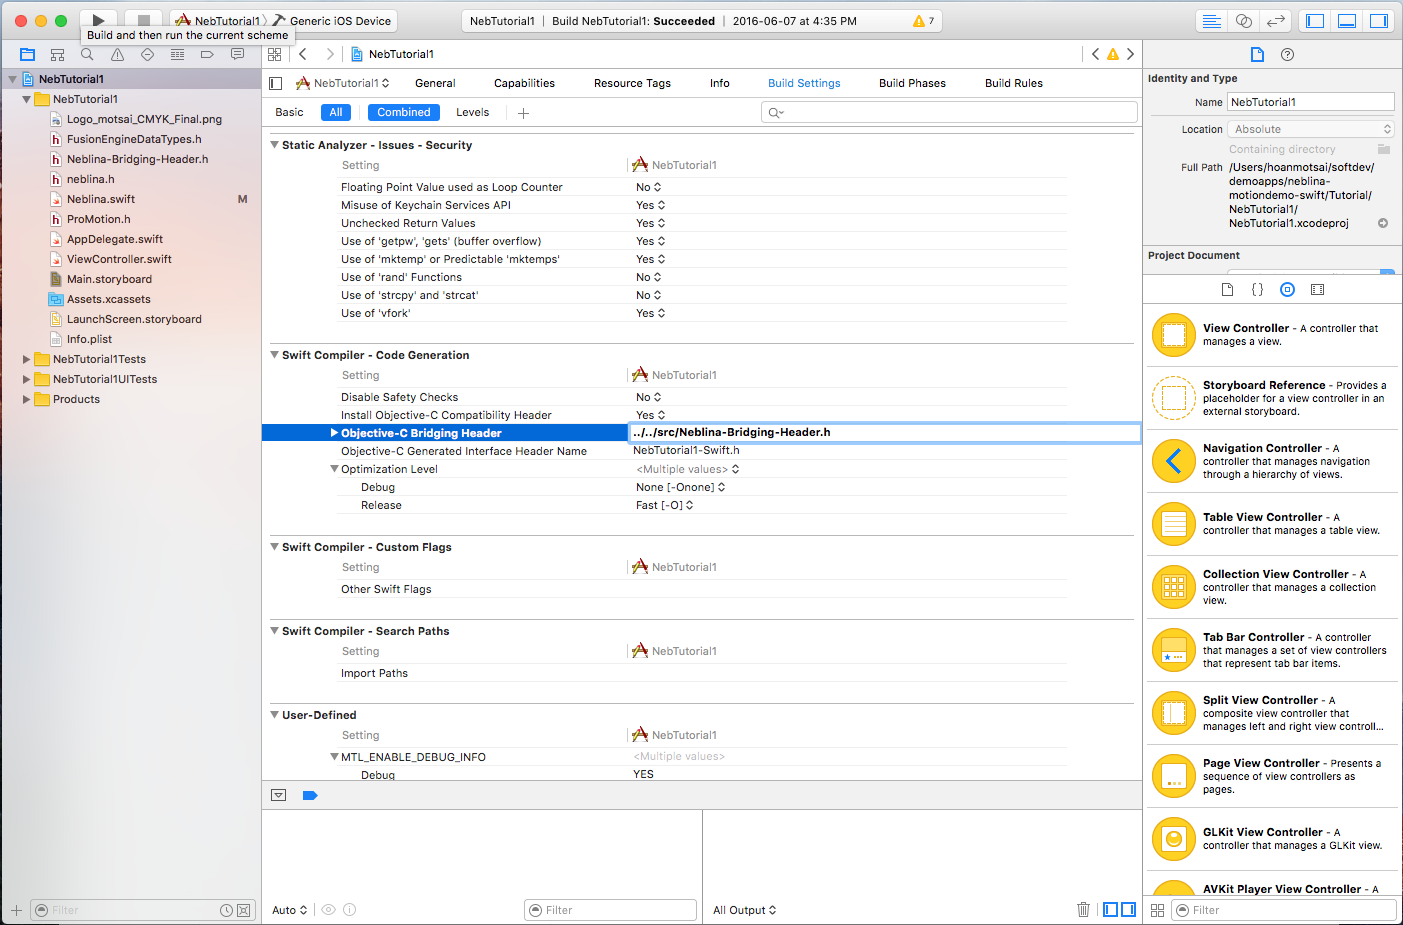 NebTutorial1 〉 Generic iOS Device
NebTutorial1 | Build NebTutorial1: Succeeded | 2016-06-07 at 4:35 PM
7
Build and then run the current scheme
NebTutorial1
NebTutorial1
NebTutorial1
Logo_motsai_CMYK_Final.png
FusionEngineDataTypes.h
Neblina-Bridging-Header.h
neblina.h
Neblina.swift M
ProMotion.h
AppDelegate.swift
ViewController.swift
Main.storyboard
Assets.xcassets
LaunchScreen.storyboard
Info.plist
NebTutorial1Tests
NebTutorial1UITests
Products
Filter
NebTutorial1 General Capabilities Resource Tags Info Build Settings Build Phases Build Rules
Basic All Combined Levels +
Static Analyzer - Issues - Security
Setting NebTutorial1
Floating Point Value used as Loop Counter No
Misuse of Keychain Services API Yes
Unchecked Return Values Yes
Use of 'getpw', 'gets' (buffer overflow) Yes
Use of 'mktemp' or Predictable 'mktemps' Yes
Use of 'rand' Functions No
Use of 'strcpy' and 'strcat' No
Use of 'vfork' Yes
Swift Compiler - Code Generation
Setting NebTutorial1
Disable Safety Checks No
Install Objective-C Compatibility Header Yes
Objective-C Bridging Header ../../src/Neblina-Bridging-Header.h
Objective-C Generated Interface Header Name NebTutorial1-Swift.h
Optimization Level <Multiple values>
Debug None [-Onone]
Release Fast [-O]
Swift Compiler - Custom Flags
Setting NebTutorial1
Other Swift Flags
Swift Compiler - Search Paths
Setting NebTutorial1
Import Paths
User-Defined
Setting NebTutorial1
MTL_ENABLE_DEBUG_INFO <Multiple values>
Debug YES
Auto
Filter
All Output
Identity and Type
Name NebTutorial1
Location Absolute
Containing directory
Full Path /Users/hoanmotsai/softdev/
demoapps/neblina-
motiondemo-swift/Tutorial/
NebTutorial1/
NebTutorial1.xcodeproj
Project Document
View Controller - A controller that
manages a view.
Storyboard Reference - Provides a
placeholder for a view controller in an
external storyboard.
Navigation Controller - A
controller that manages navigation
through a hierarchy of views.
Table View Controller - A
controller that manages a table view.
Collection View Controller - A
controller that manages a collection
view.
Tab Bar Controller - A controller
that manages a set of view controllers
that represent tab bar items.
Split View Controller - A
composite view controller that
manages left and right view controll...
Page View Controller - Presents a
sequence of view controllers as
pages.
GLKit View Controller - A
controller that manages a GLKit view.
AVKit Player View Controller - A
Filter